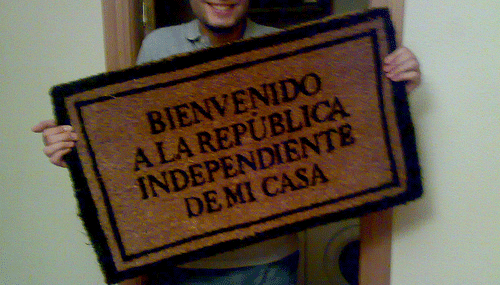 BIENVENIDO
A LA REPÚBLICA
INDEPENDIENTE
DE MI CASA